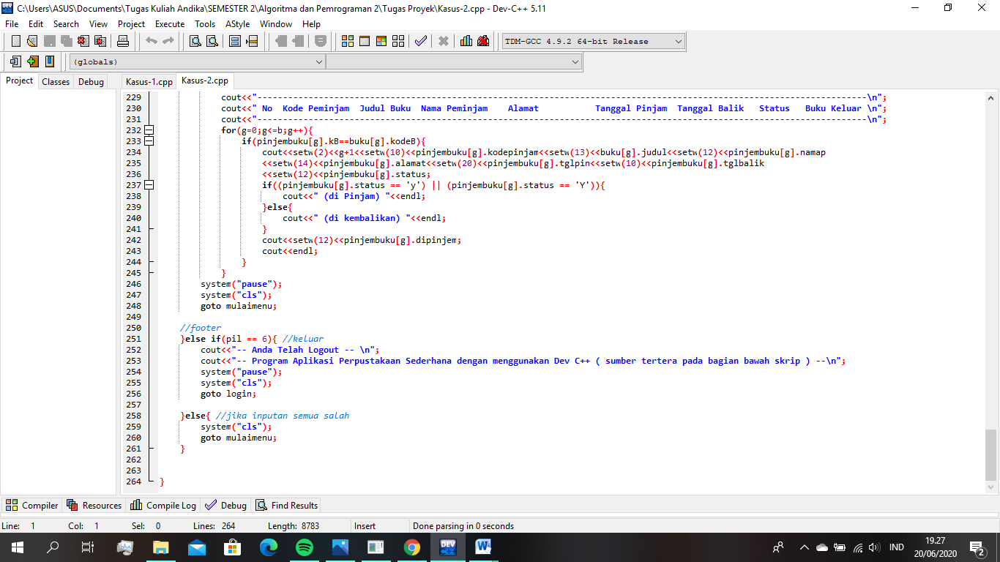 C:\Users\ASUS\Documents\Tugas Kuliah Andika\SEMESTER 2\Algoritma dan Pemrograman 2\Tugas Proyek\Kasus-2.cpp - Dev-C++ 5.11
File Edit Search View Project Execute Tools AStyle Window Help
TDM-GCC 4.9.2 64-bit Release
(globals)
Project Classes Debug Kasus-1.cpp Kasus-2.cpp
229 cout<<"-----------------------------------------------------------------------------------------------------------------------\n";
230 cout<<" No  Kode Peminjam  Judul Buku  Nama Peminjam    Alamat           Tanggal Pinjam  Tanggal Balik   Status   Buku Keluar \n";
231 cout<<"-----------------------------------------------------------------------------------------------------------------------\n";
232 for(g=0;g<=b;g++){
233 if(pinjembuku[g].kB==buku[g].kodeB){
234 cout<<setw(2)<<g+1<<setw(10)<<pinjembuku[g].kodepinjam<<setw(13)<<buku[g].judul<<setw(12)<<pinjembuku[g].namap
235 <<setw(14)<<pinjembuku[g].alamat<<setw(20)<<pinjembuku[g].tglpin<<setw(10)<<pinjembuku[g].tglbalik
236 <<setw(12)<<pinjembuku[g].status;
237 if((pinjembuku[g].status == 'y') || (pinjembuku[g].status == 'Y')){
238 cout<<" (di Pinjam) "<<endl;
239 }else{
240 cout<<" (di kembalikan) "<<endl;
241 }
242 cout<<setw(12)<<pinjembuku[g].dipinjem;
243 cout<<endl;
244 }
245 }
246 system("pause");
247 system("cls");
248 goto mulaimenu;
249
250 //footer
251 }else if(pil == 6){ //keluar
252 cout<<"-- Anda Telah Logout -- \n";
253 cout<<"-- Program Aplikasi Perpustakaan Sederhana dengan menggunakan Dev C++ ( sumber tertera pada bagian bawah skrip ) --\n";
254 system("pause");
255 system("cls");
256 goto login;
257
258 }else{ //jika inputan semua salah
259 system("cls");
260 goto mulaimenu;
261 }
262
263
264 }
Compiler Resources Compile Log Debug Find Results
Line: 1 Col: 1 Sel: 0 Lines: 264 Length: 8783 Insert Done parsing in 0 seconds
DEV C++ W IND 19.27
20/06/2020 2